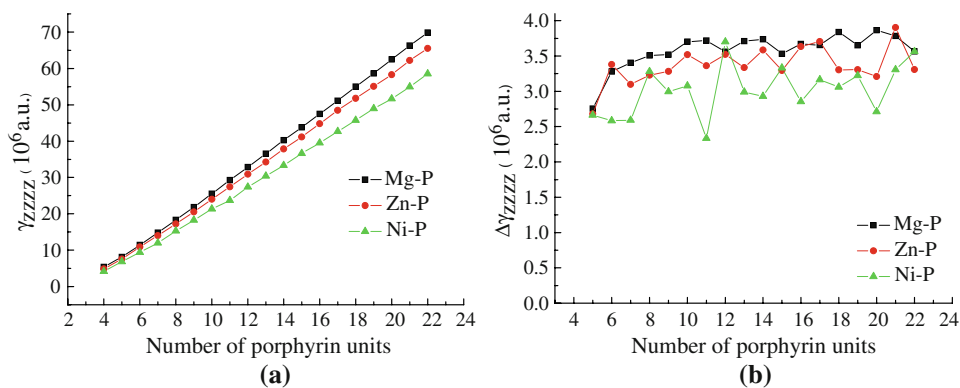 γZZZZ ( 10⁶a.u.)
70
60
50
40
30
20
10
0
Mg-P
Zn-P
Ni-P
2 4 6 8 10 12 14 16 18 20 22 24
Number of porphyrin units
(a)
ΔγZZZZ ( 10⁶a.u.)
4.0
3.5
3.0
2.5
2.0
1.5
1.0
0.5
0.0
Mg-P
Zn-P
Ni-P
4 6 8 10 12 14 16 18 20 22 24
Number of porphyrin units
(b)